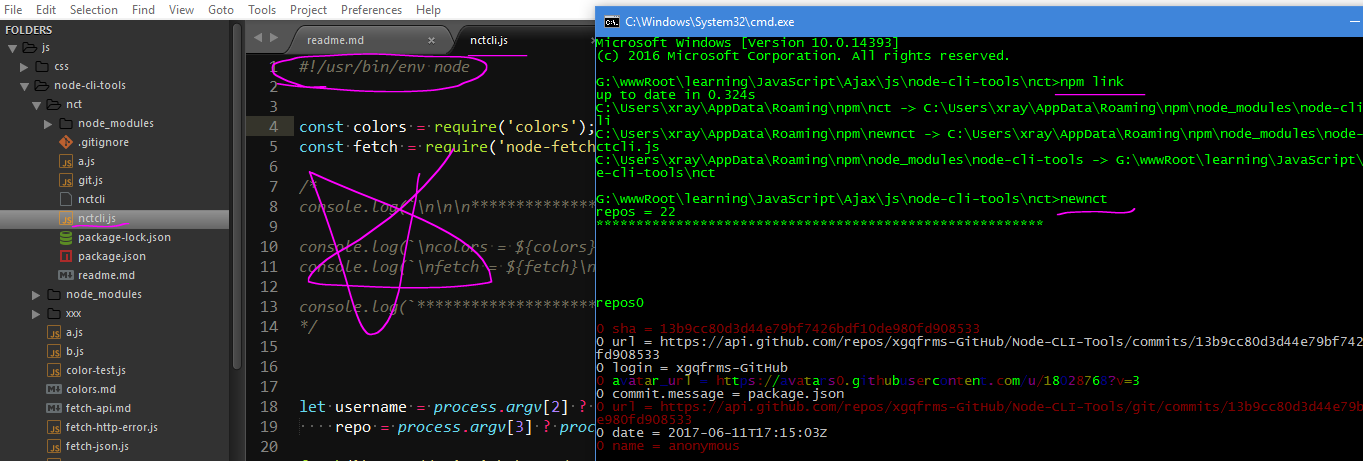 File Edit Selection Find View Goto Tools Project Preferences Help
FOLDERS
js
css
node-cli-tools
nct
node_modules
.gitignore
a.js
git.js
nctcli
nctcli.js
package-lock.json
package.json
readme.md
node_modules
xxx
a.js
b.js
color-test.js
colors.md
fetch-api.md
fetch-http-error.js
fetch-json.js
readme.md × nctcli.js
1 #!/usr/bin/env node
2
3
4 const colors = require('colors');
5 const fetch = require('node-fetch
6
7 /*
8 console.log(`\n\n\n***************
9
10 console.log(`\ncolors = ${colors}
11 console.log(`\nfetch = ${fetch}\n
12
13 console.log(`*********************
14 */
15
16
17
18 let username = process.argv[2] ?
19 repo = process.argv[3] ? proc
20
C:\Windows\System32\cmd.exe
Microsoft Windows [Version 10.0.14393]
(c) 2016 Microsoft Corporation. All rights reserved.
G:\wwwRoot\learning\JavaScript\Ajax\js\node-cli-tools\nct>npm link
up to date in 0.324s
C:\Users\xray\AppData\Roaming\npm\nct -> C:\Users\xray\AppData\Roaming\npm\node_modules\node-cli
li
C:\Users\xray\AppData\Roaming\npm\newnct -> C:\Users\xray\AppData\Roaming\npm\node_modules\node-
ctcli.js
C:\Users\xray\AppData\Roaming\npm\node_modules\node-cli-tools -> G:\wwwRoot\learning\JavaScript\
e-cli-tools\nct
G:\wwwRoot\learning\JavaScript\Ajax\js\node-cli-tools\nct>newnct
repos = 22
********************************************************
repos0
0 sha = 13b9cc80d3d44e79bf7426bdf10de980fd908533
0 url = https://api.github.com/repos/xgqfrms-GitHub/Node-CLI-Tools/commits/13b9cc80d3d44e79bf742
fd908533
0 login = xgqfrms-GitHub
0 avatar_url = https://avatars0.githubusercontent.com/u/18028768?v=3
0 commit.message = package.json
0 url = https://api.github.com/repos/xgqfrms-GitHub/Node-CLI-Tools/git/commits/13b9cc80d3d44e79b
e980fd908533
0 date = 2017-06-11T17:15:03Z
0 name = anonymous